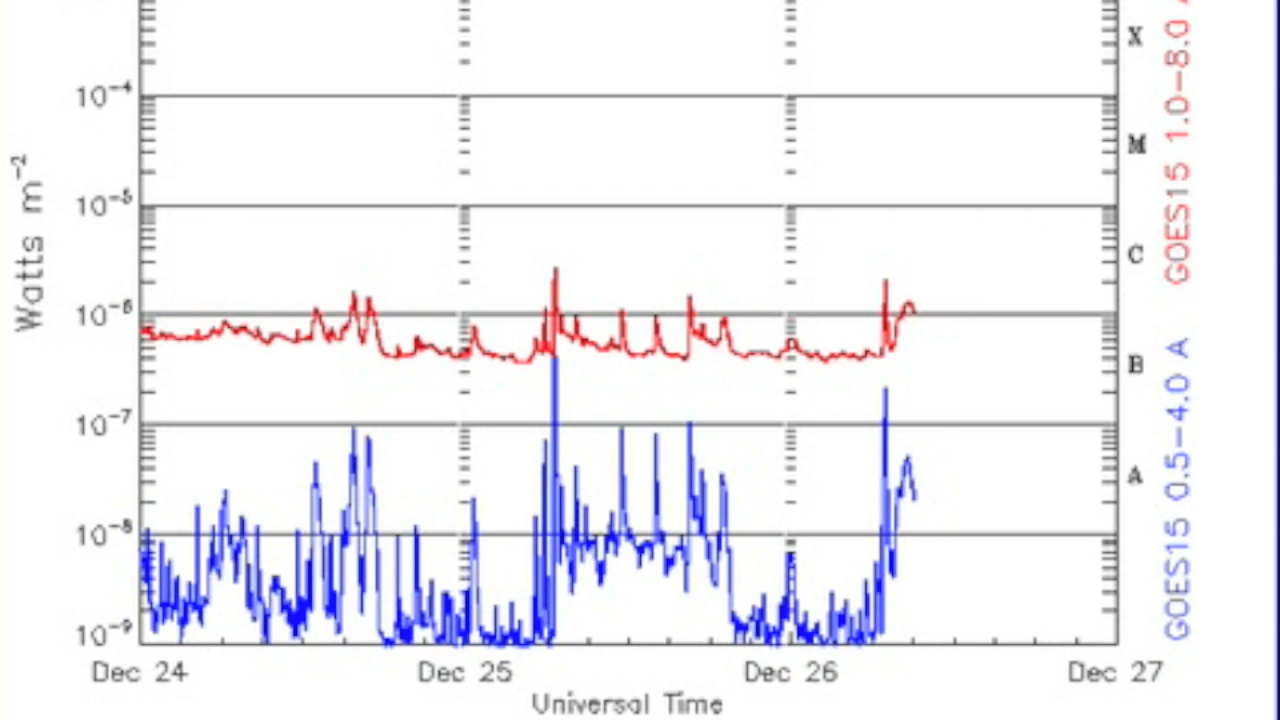 X
10⁻⁴
M
10⁻⁵
C
10⁻⁶
B
10⁻⁷
A
10⁻⁸
10⁻⁹
Dec 24 Dec 25 Dec 26 Dec 27
Universal Time
Watts m⁻²
GOES15 1.0–8.0
GOES15 0.5–4.0 A